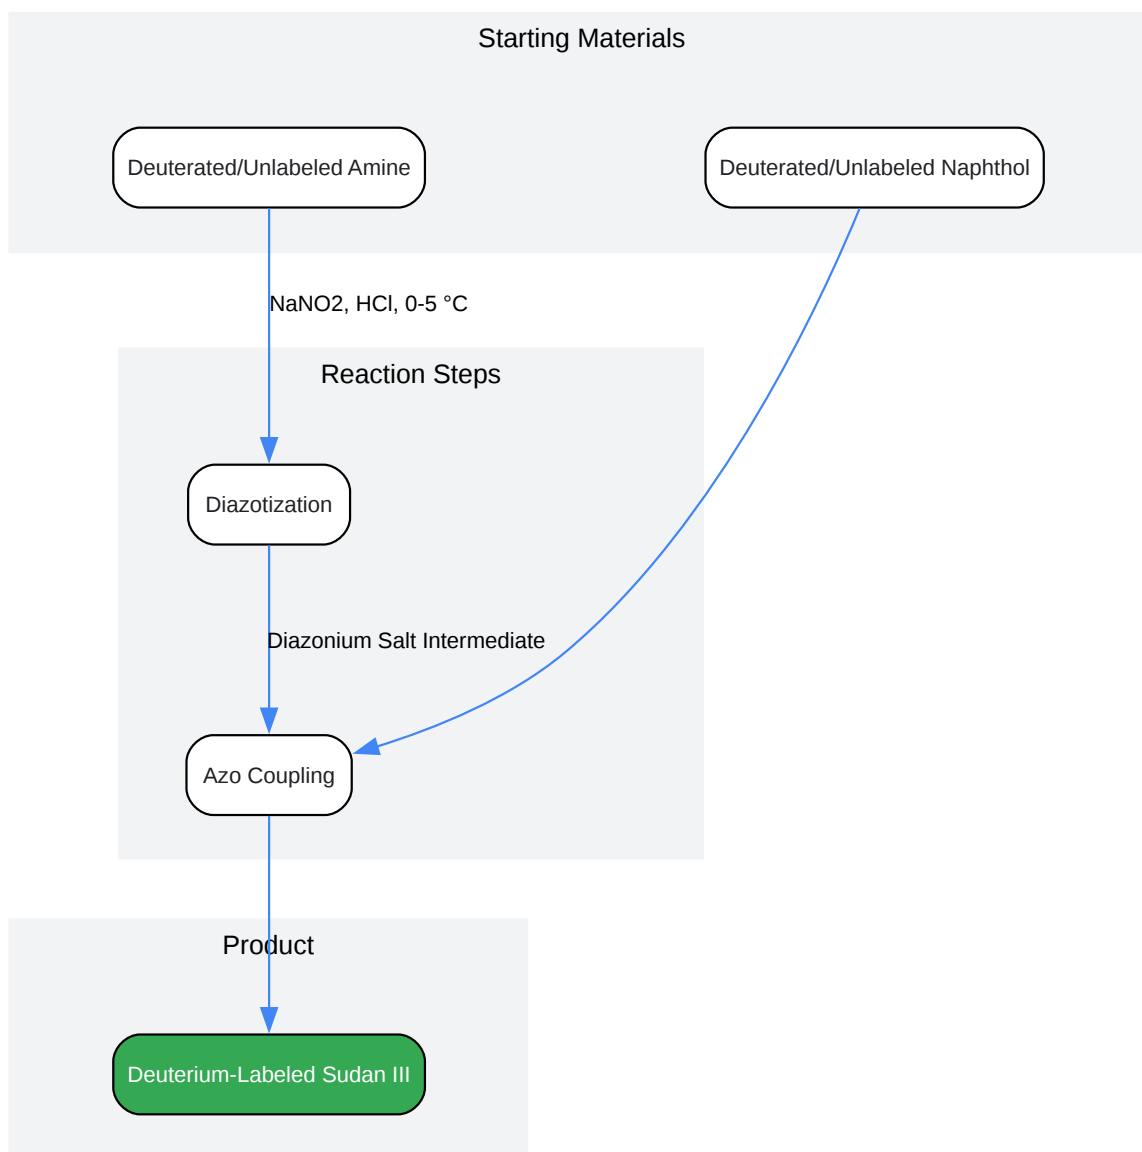 Starting Materials
Deuterated/Unlabeled Amine
Deuterated/Unlabeled Naphthol
NaNO2, HCl, 0-5 °C
Reaction Steps
Diazotization
Diazonium Salt Intermediate
Azo Coupling
Product
Deuterium-Labeled Sudan III